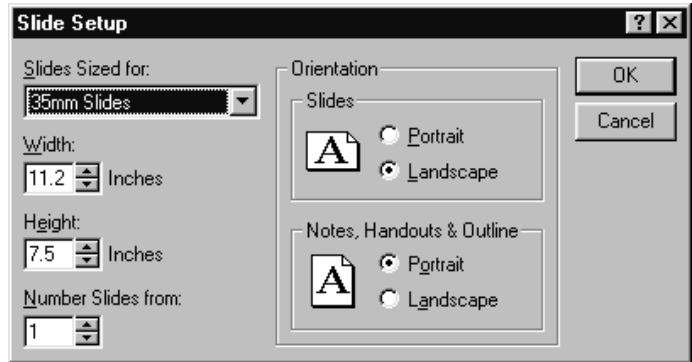 Slide Setup
Slides Sized for:
35mm Slides
Width:
11.2 Inches
Height:
7.5 Inches
Number Slides from:
1
Orientation
Slides
A
Portrait
Landscape
Notes, Handouts & Outline
A
Portrait
Landscape
OK
Cancel